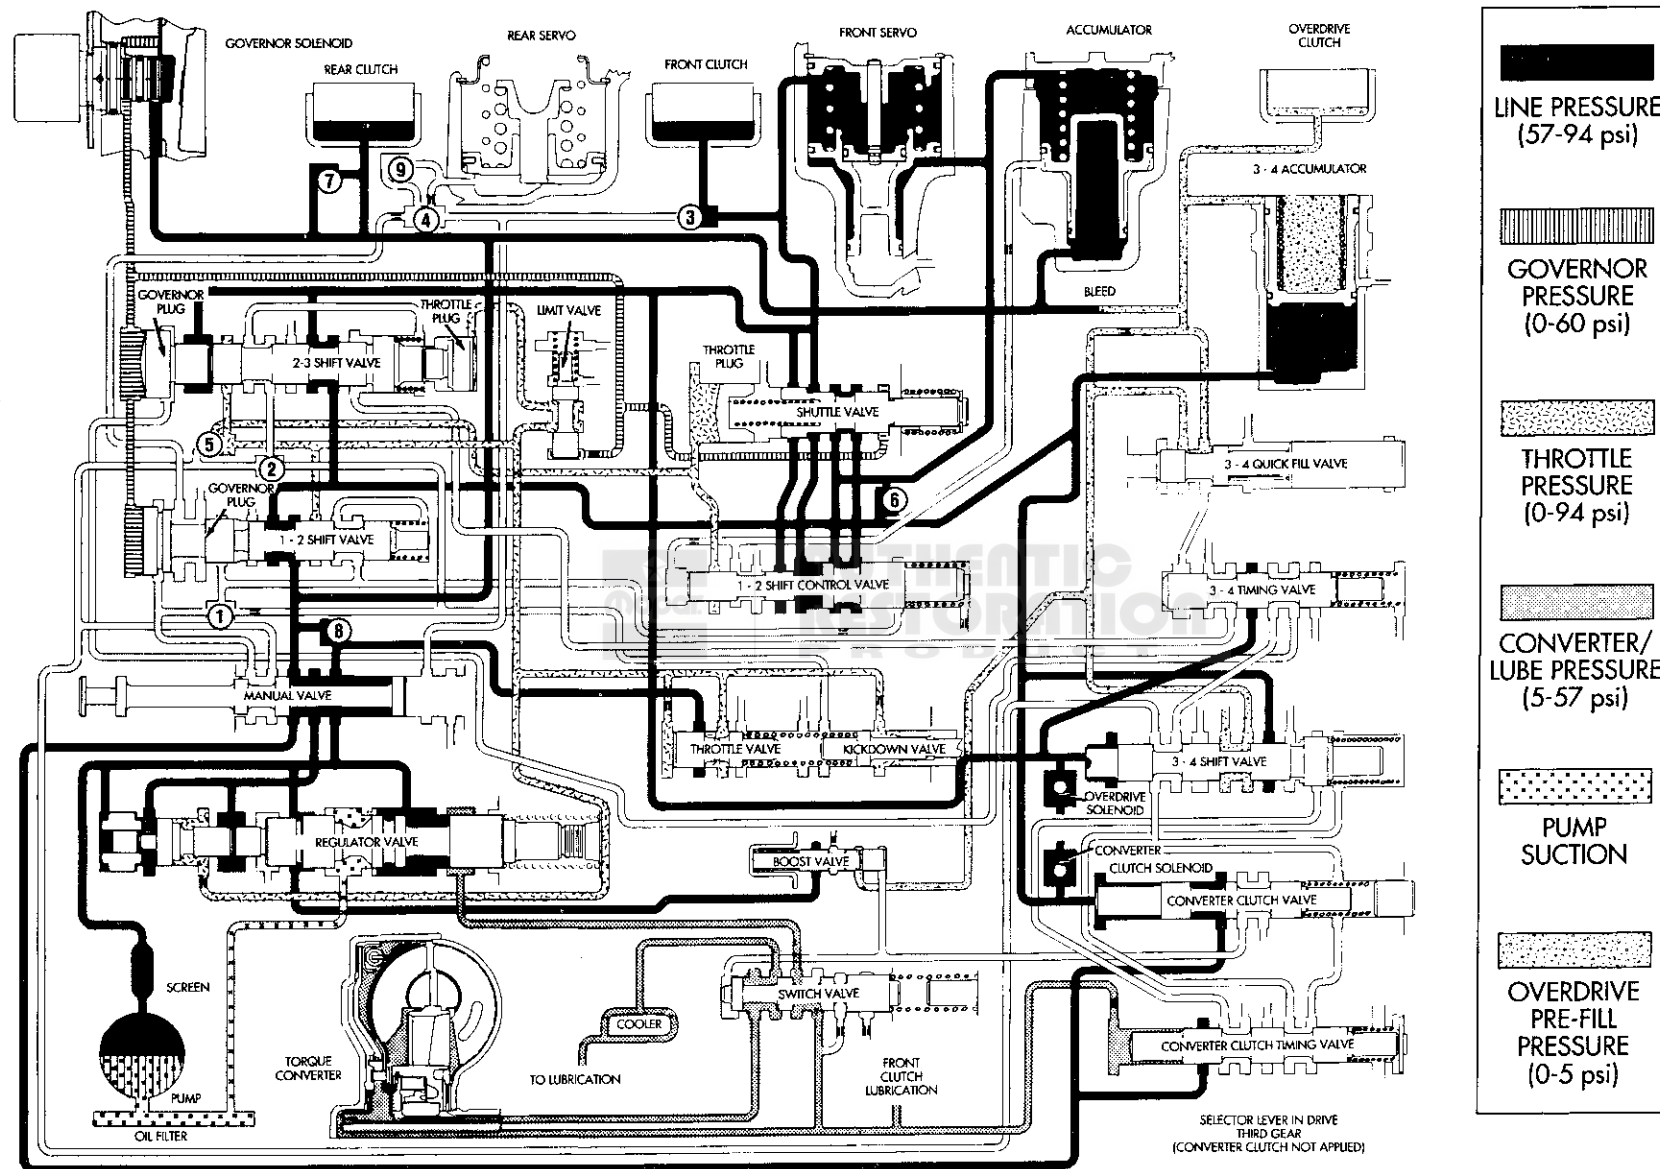 GOVERNOR SOLENOID
REAR SERVO
FRONT SERVO
ACCUMULATOR
OVERDRIVE
CLUTCH
REAR CLUTCH
FRONT CLUTCH
LINE PRESSURE
(57-94 psi)
3 - 4 ACCUMULATOR
7
9
4
3
GOVERNOR
PRESSURE
(0-60 psi)
BLEED
GOVERNOR
PLUG
THROTTLE
PLUG
LIMIT VALVE
THROTTLE
PLUG
2-3 SHIFT VALVE
SHUTTLE VALVE
5
2
3 - 4 QUICK FILL VALVE
THROTTLE
PRESSURE
(0-94 psi)
GOVERNOR
PLUG
6
1 - 2 SHIFT VALVE
AUTHENTIC
RESTORATION
PRODUCT
1 - 2 SHIFT CONTROL VALVE
3 - 4 TIMING VALVE
1
8
CONVERTER/
LUBE PRESSURE
(5-57 psi)
MANUAL VALVE
THROTTLE VALVE
KICKDOWN VALVE
3 - 4 SHIFT VALVE
OVERDRIVE
SOLENOID
PUMP
SUCTION
REGULATOR VALVE
BOOST VALVE
CONVERTER
CLUTCH SOLENOID
CONVERTER CLUTCH VALVE
SCREEN
SWITCH VALVE
COOLER
OVERDRIVE
PRE-FILL
PRESSURE
(0-5 psi)
TORQUE
CONVERTER
TO LUBRICATION
FRONT
CLUTCH
LUBRICATION
CONVERTER CLUTCH TIMING VALVE
PUMP
OIL FILTER
SELECTOR LEVER IN DRIVE
THIRD GEAR
(CONVERTER CLUTCH NOT APPLIED)